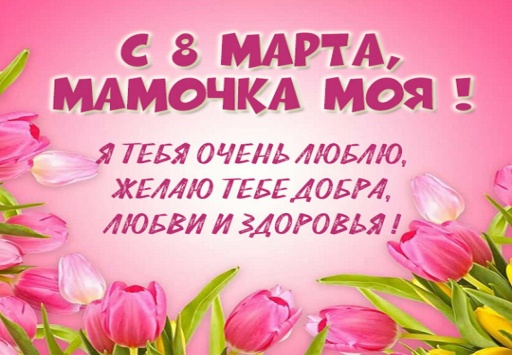 С 8 МАРТА,
МАМОЧКА МОЯ !
Я ТЕБЯ ОЧЕНЬ ЛЮБЛЮ,
ЖЕЛАЮ ТЕБЕ ДОБРА,
ЛЮБВИ И ЗДОРОВЬЯ !